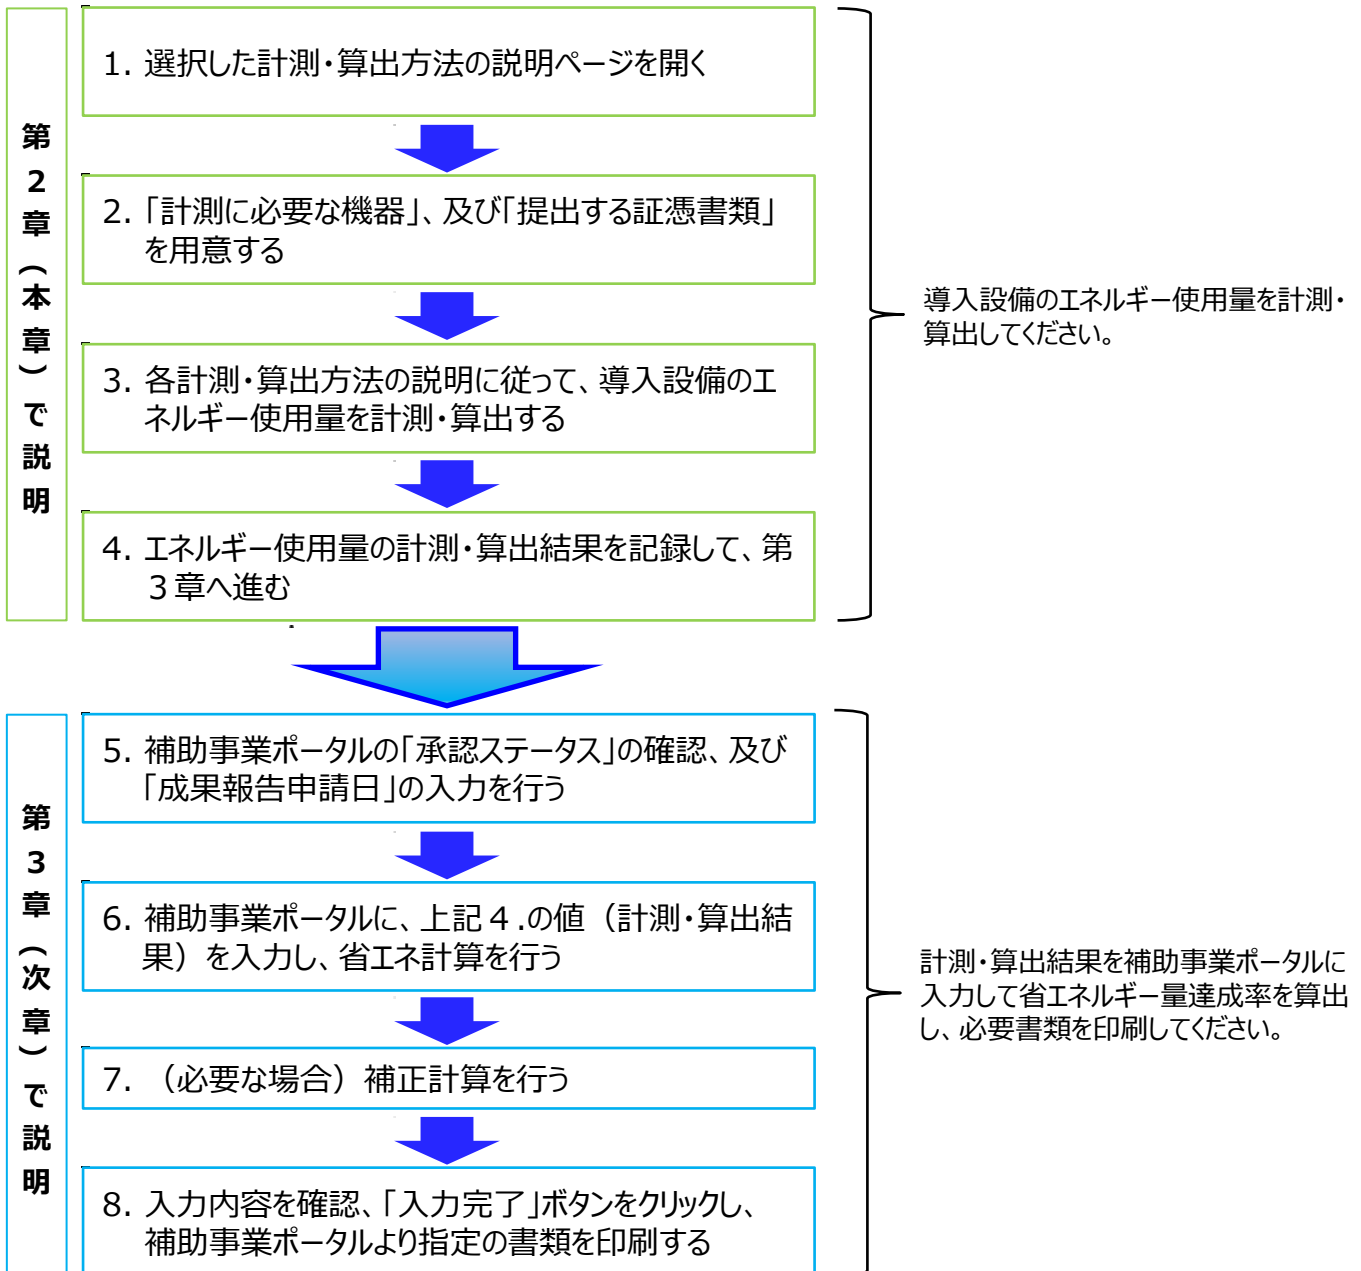 第2章（本章）で説明
1. 選択した計測・算出方法の説明ページを開く
2. 「計測に必要な機器」、及び「提出する証憑書類」
を用意する
3. 各計測・算出方法の説明に従って、導入設備のエ
ネルギー使用量を計測・算出する
4. エネルギー使用量の計測・算出結果を記録して、第
３章へ進む
導入設備のエネルギー使用量を計測・
算出してください。
第3章（次章）で説明
5. 補助事業ポータルの「承認ステータス」の確認、及び
「成果報告申請日」の入力を行う
6. 補助事業ポータルに、上記４.の値（計測・算出結
果）を入力し、省エネ計算を行う
7. （必要な場合）補正計算を行う
8. 入力内容を確認、「入力完了」ボタンをクリックし、
補助事業ポータルより指定の書類を印刷する
計測・算出結果を補助事業ポータルに
入力して省エネルギー量達成率を算出
し、必要書類を印刷してください。